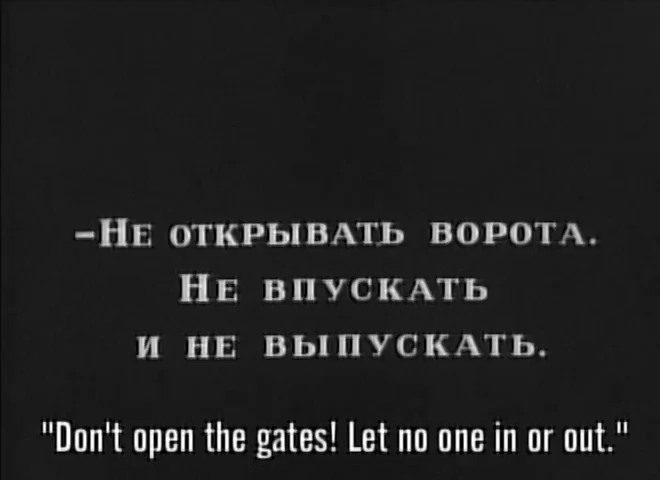 –Не открывать ворота.
Не впускать
и не выпускать.
"Don't open the gates! Let no one in or out."